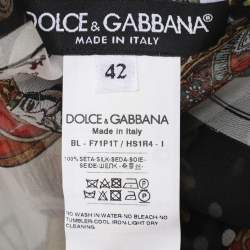 DOLCE & GABBANA
MADE IN ITALY
42
DOLCE & GABBANA
Made in Italy
BL - F71P1T / HS1R4 - I
100% SETA-SILK-SEDA-SOIE-
SEIDE-ШЕЛК-
NO WASH IN WATER-NO BLEACH-NO
TUMBLER-COOL IRON-LIGHT DRY
CLEANING